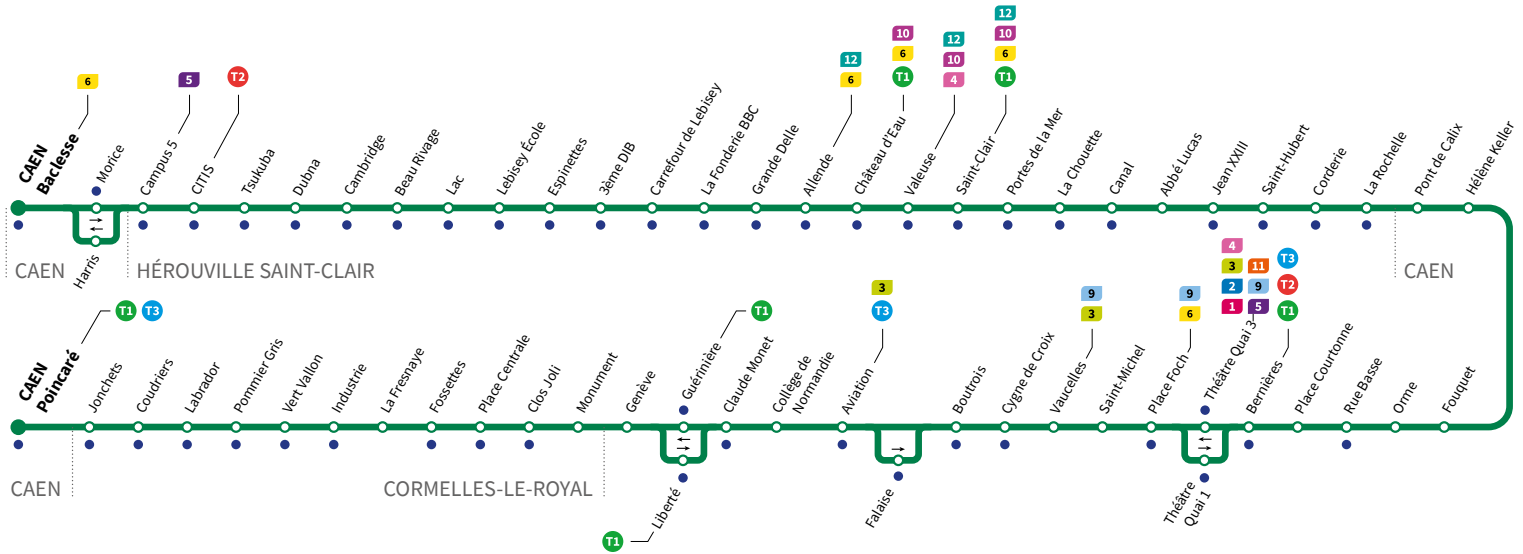 12
10
6
T1
12
10
4
10
6
T1
12
6
6
5
T2
CAEN
Baclesse
Morice
Campus 5
CITIS
Tsukuba
Dubna
Cambridge
Beau Rivage
Lac
Lebisey École
Espinettes
3ème DIB
Carrefour de Lebisey
La Fonderie BBC
Grande Delle
Allende
Château d'Eau
Valeuse
Saint-Clair
Portes de la Mer
La Chouette
Canal
Abbé Lucas
Jean XXIII
Saint-Hubert
Corderie
La Rochelle
Pont de Calix
Hélène Keller
Harris
CAEN
HÉROUVILLE SAINT-CLAIR
CAEN
T1
T3
CAEN
Poincaré
Jonchets
Coudriers
Labrador
Pommier Gris
Vert Vallon
Industrie
La Fresnaye
Fossettes
Place Centrale
Clos Joli
Monument
Genève
Guérinière
T1
Claude Monet
Collège de
Normandie
Aviation
3
T3
Boutrois
Cygne de Croix
Vaucelles
9
3
Saint-Michel
Place Foch
9
6
Théâtre Quai 3
4
3
11
2
9
1
5
T3
T2
T1
Bernières
Place Courtonne
Rue Basse
Orme
Fouquet
Liberté
T1
Falaise
Théâtre
Quai 1
CAEN
CORMELLES-LE-ROYAL